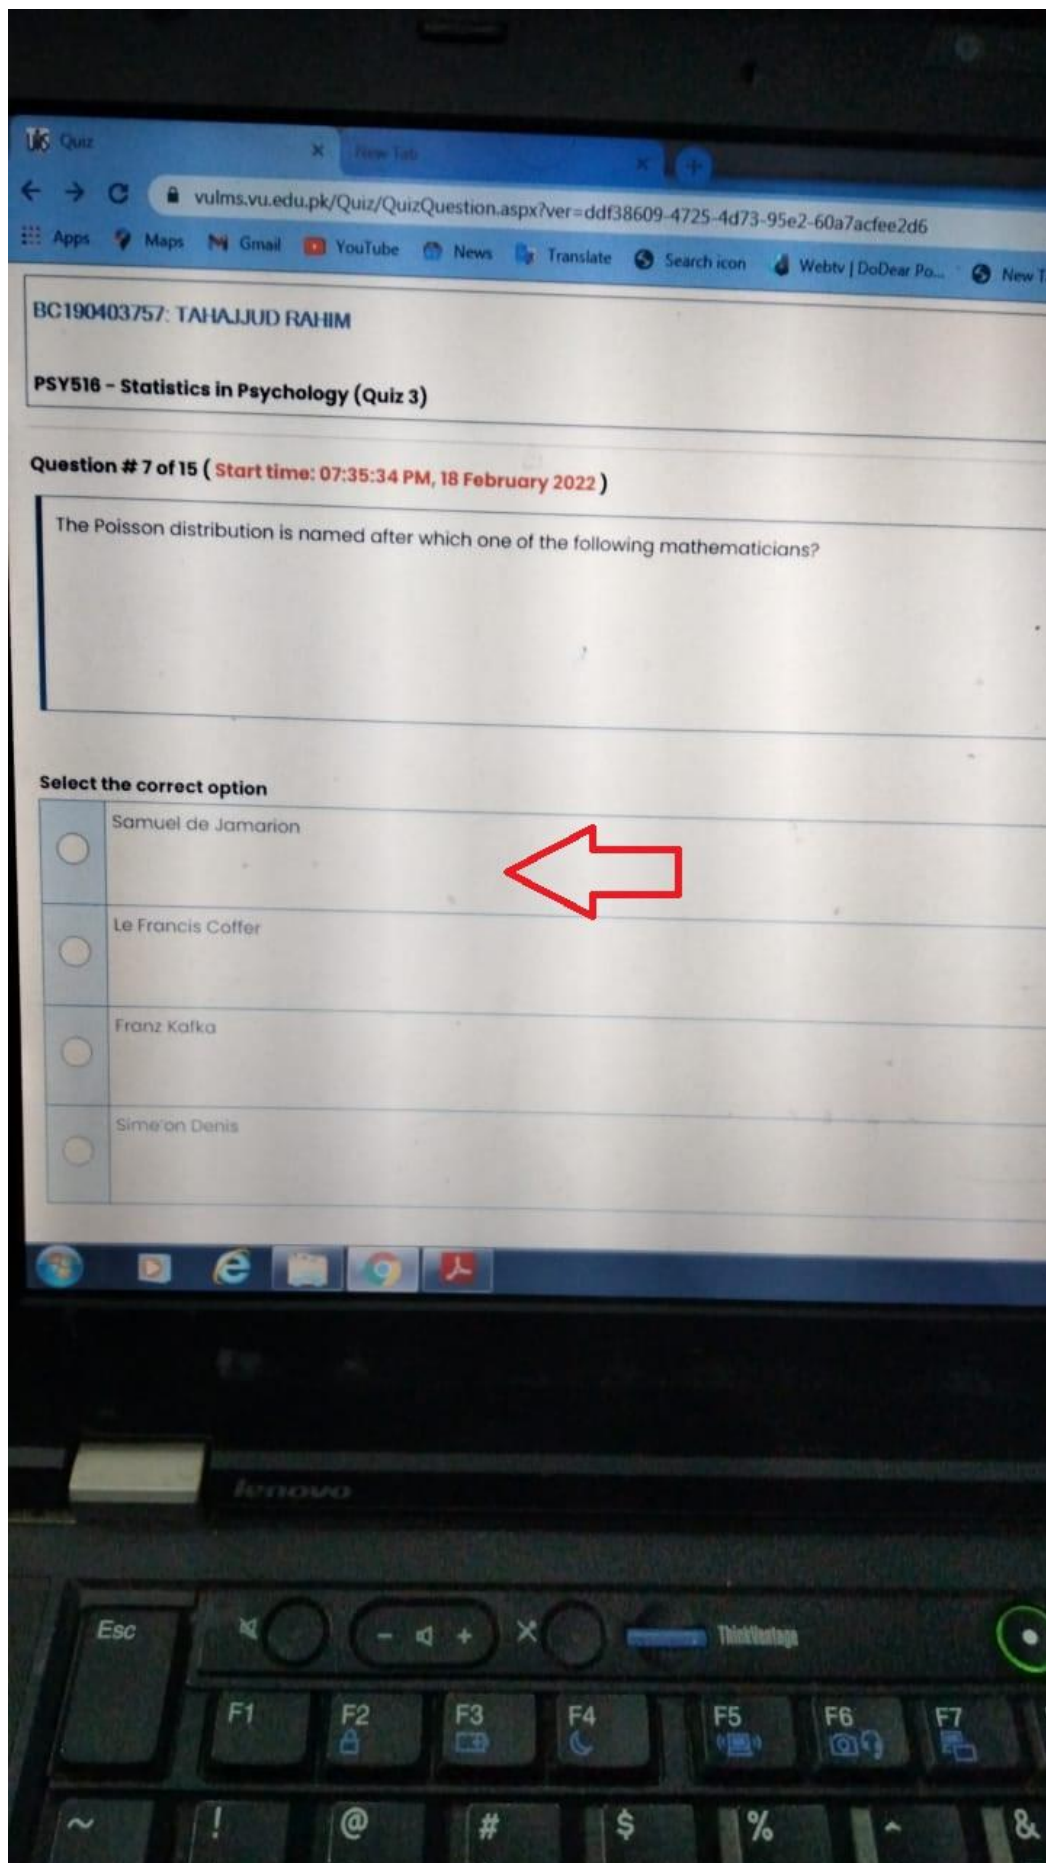 Quiz
New Tab
vulms.vu.edu.pk/Quiz/QuizQuestion.aspx?ver=ddf38609-4725-4d73-95e2-60a7acfee2d6
Apps Maps Gmail YouTube News Translate Search icon Webtv | DoDear Po... New T
BC190403757: TAHAJJUD RAHIM
PSY516 - Statistics in Psychology (Quiz 3)
Question # 7 of 15 ( Start time: 07:35:34 PM, 18 February 2022 )
The Poisson distribution is named after which one of the following mathematicians?
Select the correct option
Samuel de Jamarion
Le Francis Coffer
Franz Kafka
Sime'on Denis
lenovo
Esc - + ThinkVantage
F1 F2 F3 F4 F5 F6 F7
~ ! @ # $ % ^ &